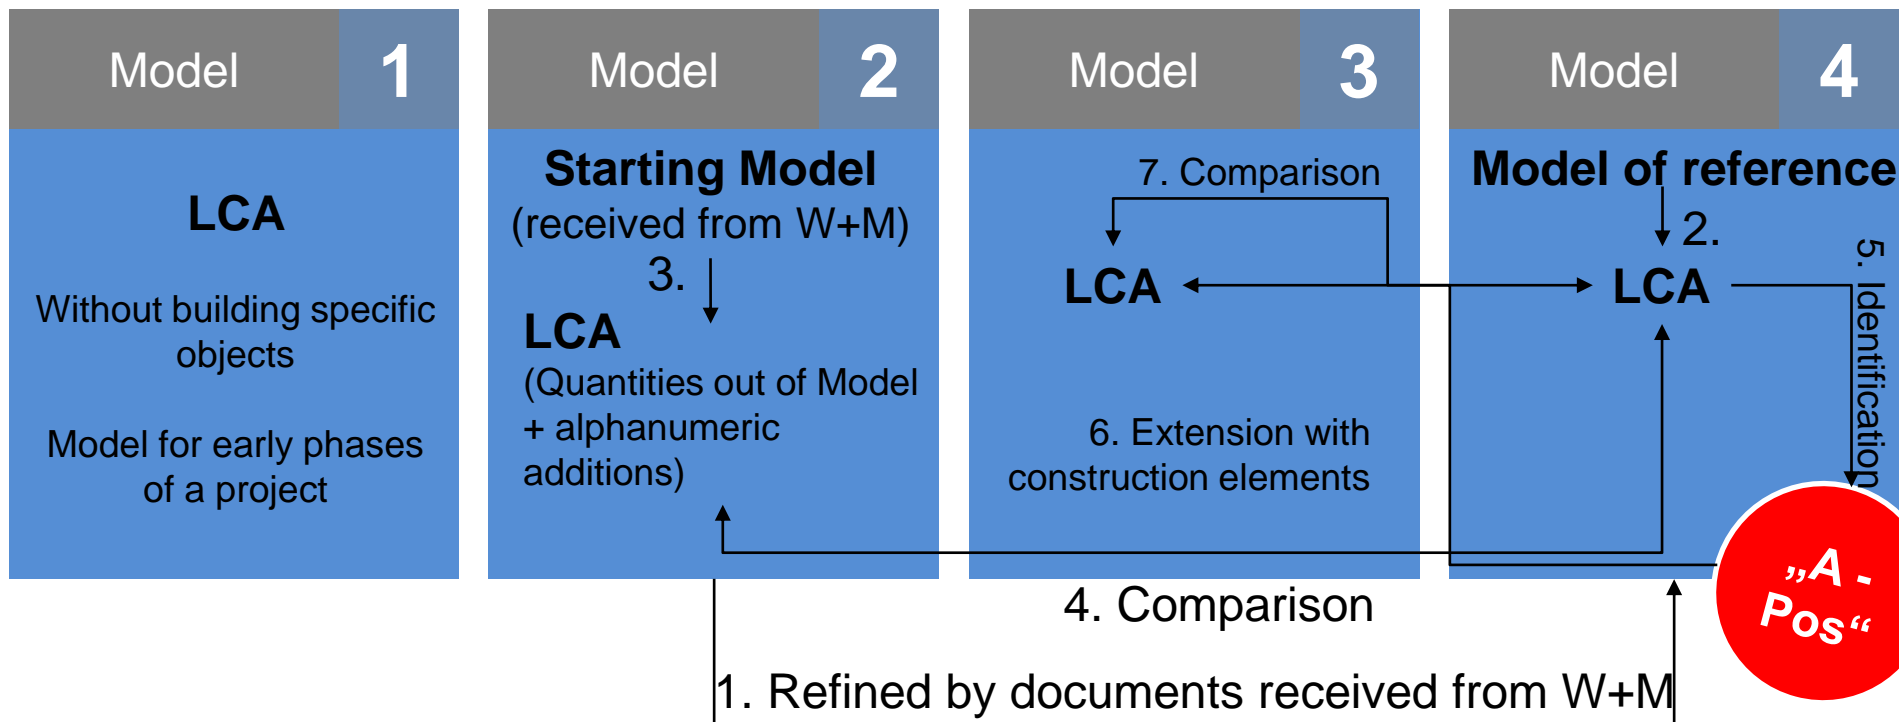 Model 1
LCA
Without building specific
objects
Model for early phases
of a project
Model 2
Starting Model
(received from W+M)
3.
LCA
(Quantities out of Model
+ alphanumeric
additions)
Model 3
7. Comparison
LCA
6. Extension with
construction elements
Model 4
Model of reference
2.
LCA
5. Identification
„A -
Pos“
4. Comparison
1. Refined by documents received from W+M